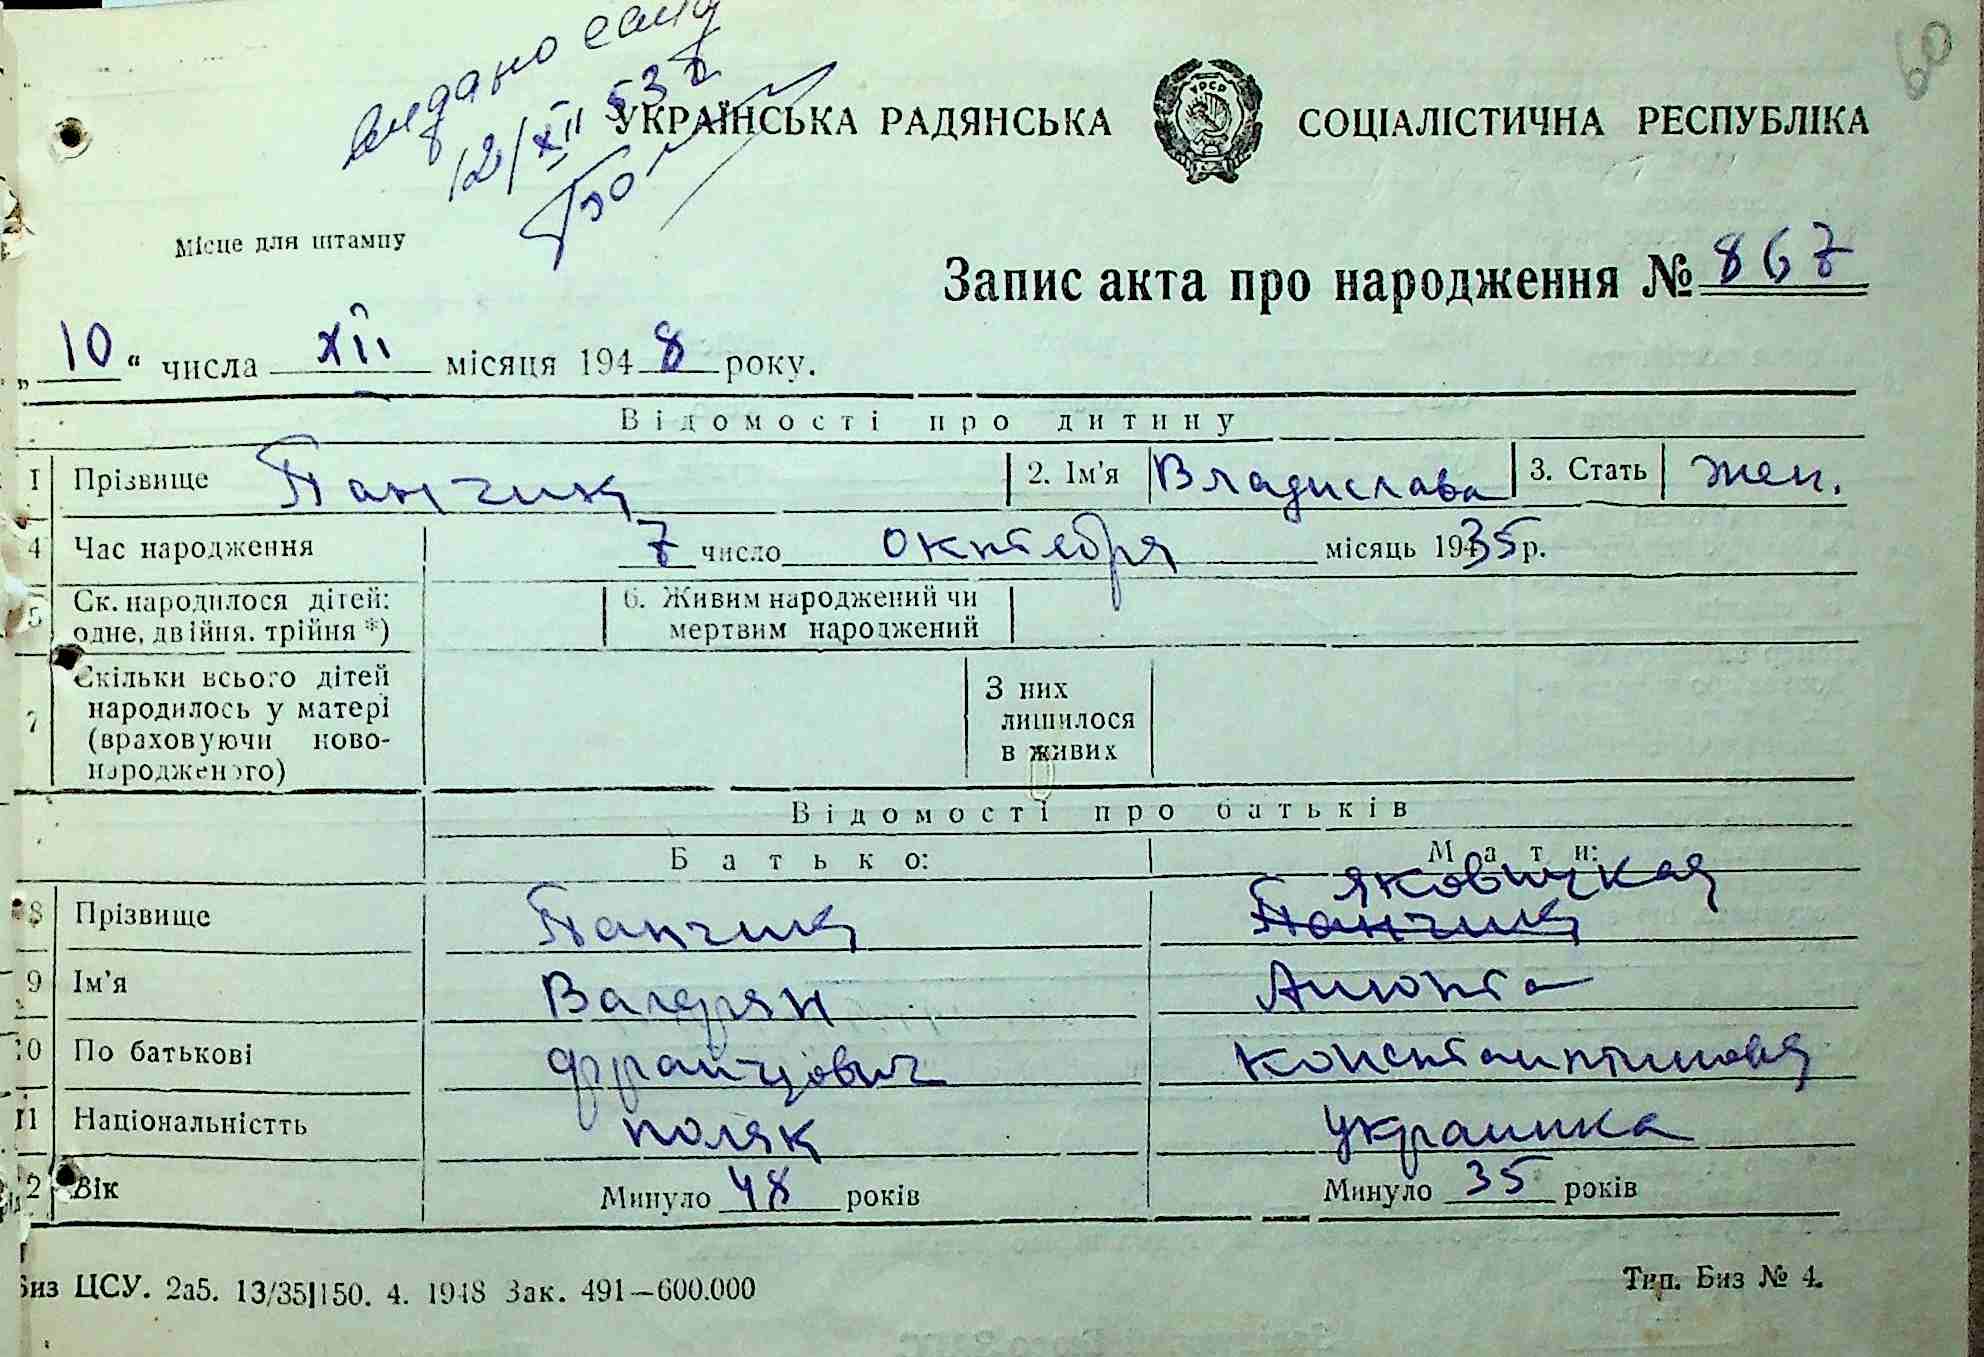 60
видано
12/XII 53
УКРАЇНСЬКА РАДЯНСЬКА СОЦІАЛІСТИЧНА РЕСПУБЛІКА
УРСР
Місце для штампу
Запис акта про народження № 867
„10“ числа XII місяця 1948 року.
Відомості про дитину
1 Прізвище Панчик 2. Ім'я Владислава 3. Стать жен.
4 Час народження 7 число октября місяць 1935 р.
5 Ск. народилося дітей: одне, двійня, трійня *) 6. Живим народжений чи мертвим народжений
7 Скільки всього дітей народилось у матері (враховуючи новонародженого) З них лишилося в живих
Відомості про батьків
Батько: Мати:
Яковицкая
8 Прізвище Панчик Панчик
9 Ім'я Валерян
10 По батькові Францович Константиновна
11 Національністть поляк украинка
12 Вік Минуло 48 років Минуло 35 років
Биз ЦСУ. 2а5. 13/35|150. 4. 1948 Зак. 491—600.000 Тип. Биз № 4.